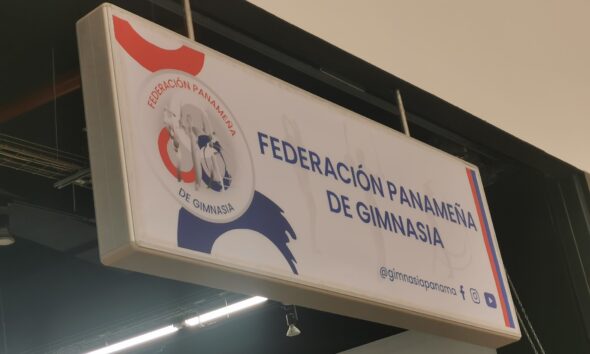 FEDERACIÓN PANAMEÑA
DE GIMNASIA
FEDERACIÓN PANAMEÑA
DE GIMNASIA
@gimnasiapanama